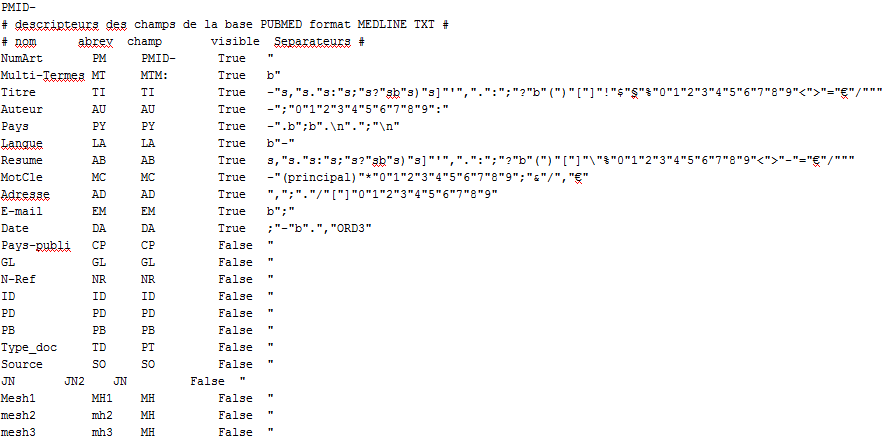 PMID-
# descripteurs des champs de la base PUBMED format MEDLINE TXT #
# nom abrev champ visible Separateurs #
NumArt PM PMID- True "
Multi-Termes MT MTM: True b"
Titre TI TI True -"s,"s."s:"s;"s?"sb"s)"s]"'",".":";"?"b"(")"["]"!"$"§"%"0"1"2"3"4"5"6"7"8"9"<">"="€"/"""
Auteur AU AU True -";"0"1"2"3"4"5"6"7"8"9":"
Pays PY PY True -".b";b".\n".";"\n"
Langue LA LA True b"-"
Resume AB AB True s,"s."s:"s;"s?"sb"s)"s]"'",".":";"?"b"(")"["]"\"%"0"1"2"3"4"5"6"7"8"9"<">"-"="€"/"""
MotCle MC MC True -"(principal)"*"0"1"2"3"4"5"6"7"8"9";"&"/","€"
Adresse AD AD True ",";"."/"["]"0"1"2"3"4"5"6"7"8"9"
E-mail EM EM True b";"
Date DA DA True ;"-"b".","ORD3"
Pays-publi CP CP False "
GL GL GL False "
N-Ref NR NR False "
ID ID ID False "
PD PD PD False "
PB PB PB False "
Type_doc TD PT False "
Source SO SO False "
JN JN2 JN False "
Mesh1 MH1 MH False "
mesh2 mh2 MH False "
mesh3 mh3 MH False "